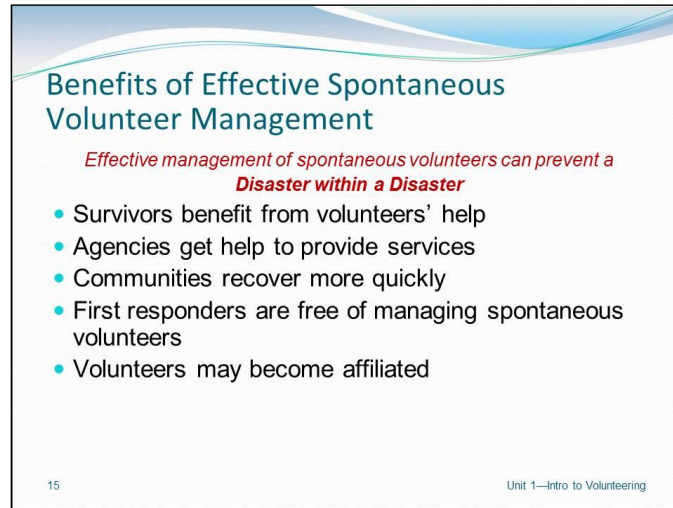 Benefits of Effective Spontaneous
Volunteer Management
Effective management of spontaneous volunteers can prevent a
Disaster within a Disaster
• Survivors benefit from volunteers’ help
• Agencies get help to provide services
• Communities recover more quickly
• First responders are free of managing spontaneous
volunteers
• Volunteers may become affiliated
15
Unit 1—Intro to Volunteering